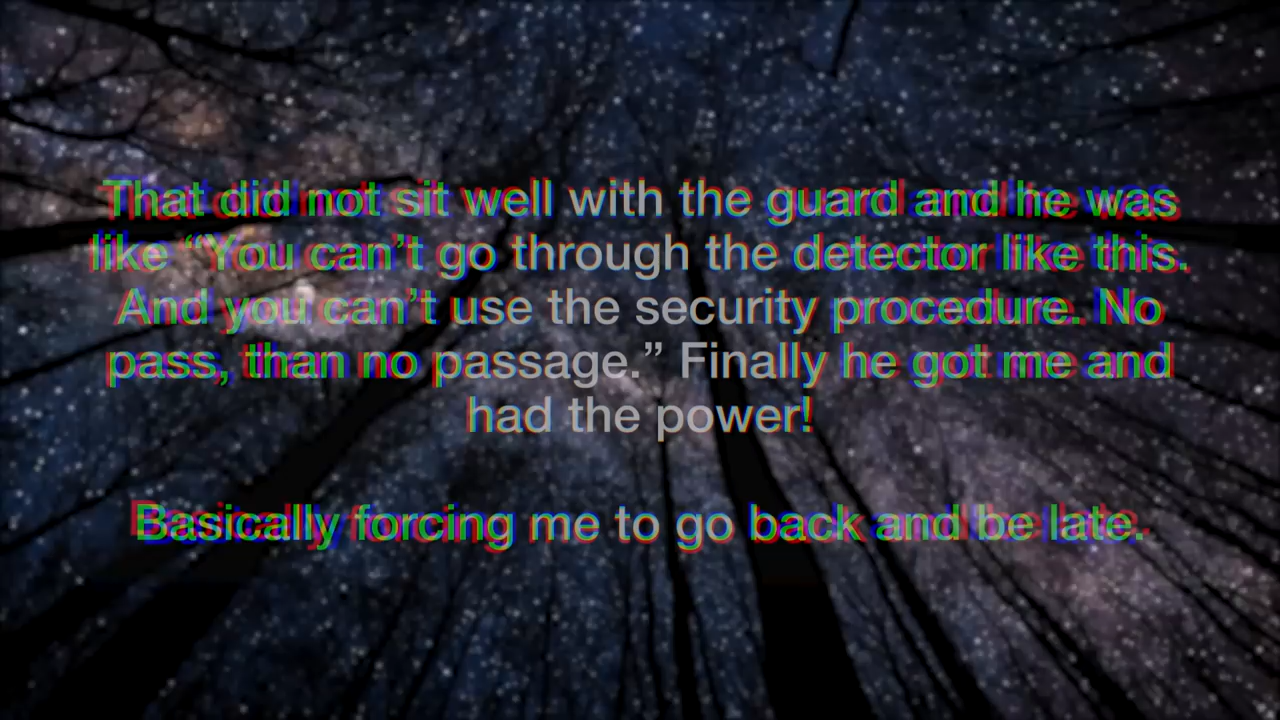 That did not sit well with the guard and he was
like “You can’t go through the detector like this.
And you can’t use the security procedure. No
pass, than no passage.” Finally he got me and
had the power!
Basically forcing me to go back and be late.